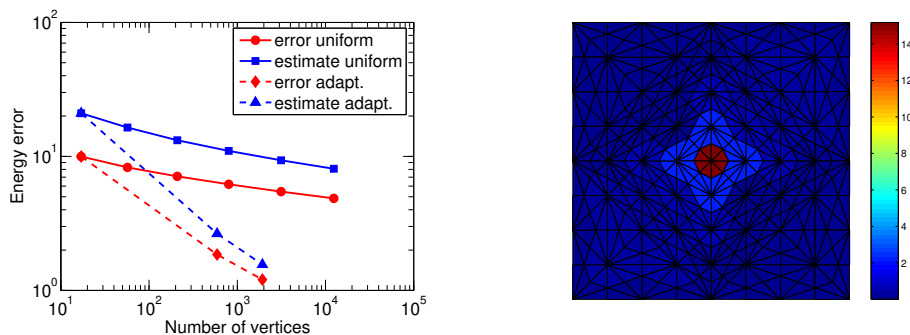 10^2
10^1
10^0
Energy error
10^1
10^2
10^3
10^4
10^5
Number of vertices
error uniform
estimate uniform
error adapt.
estimate adapt.
14
12
10
8
6
4
2